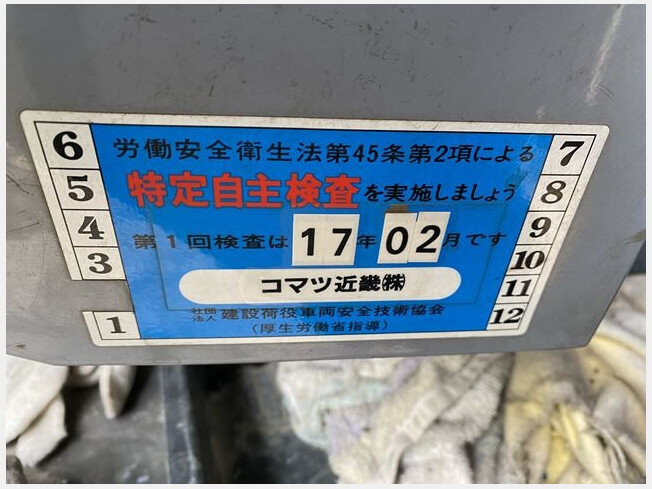 労働安全衛生法第45条第2項による
特定自主検査を実施しましょう
第1回検査は17年02月です
コマツ近畿㈱
社団法人 建設荷役車両安全技術協会
(厚生労働省指導)
6
5
4
3
1
7
8
9
10
11
12